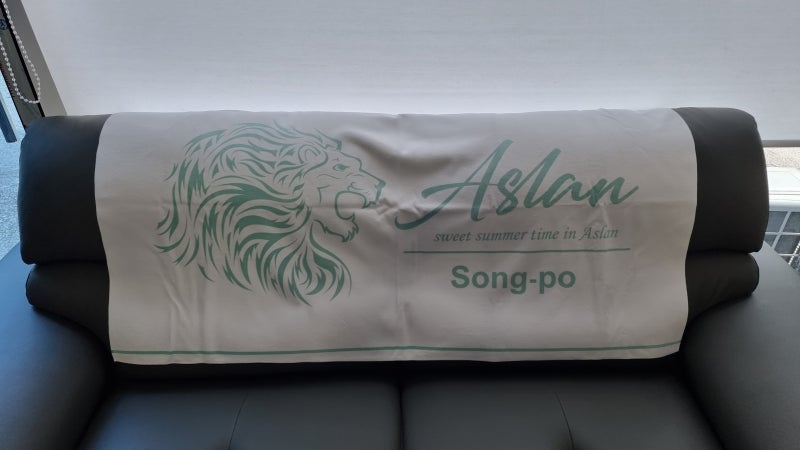 Aslan
sweet summer time in Aslan
Song-po